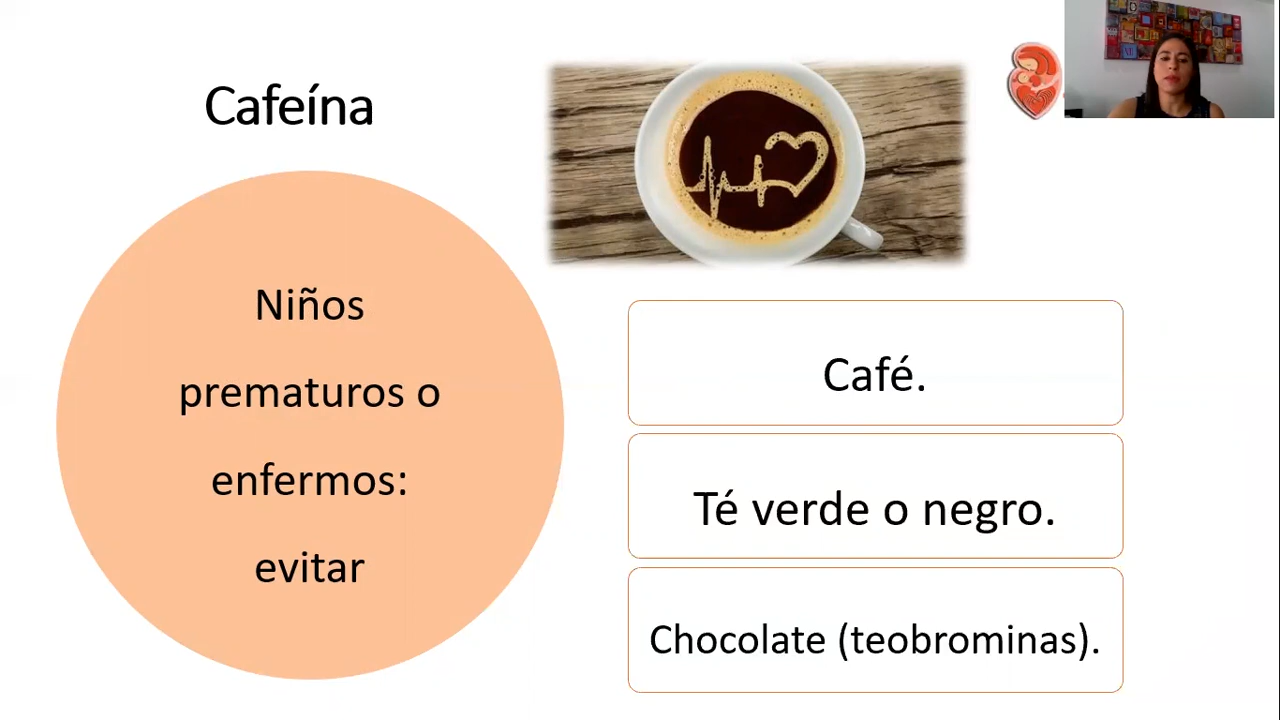 Cafeína
Niños
prematuros o
enfermos:
evitar
Café.
Té verde o negro.
Chocolate (teobrominas).